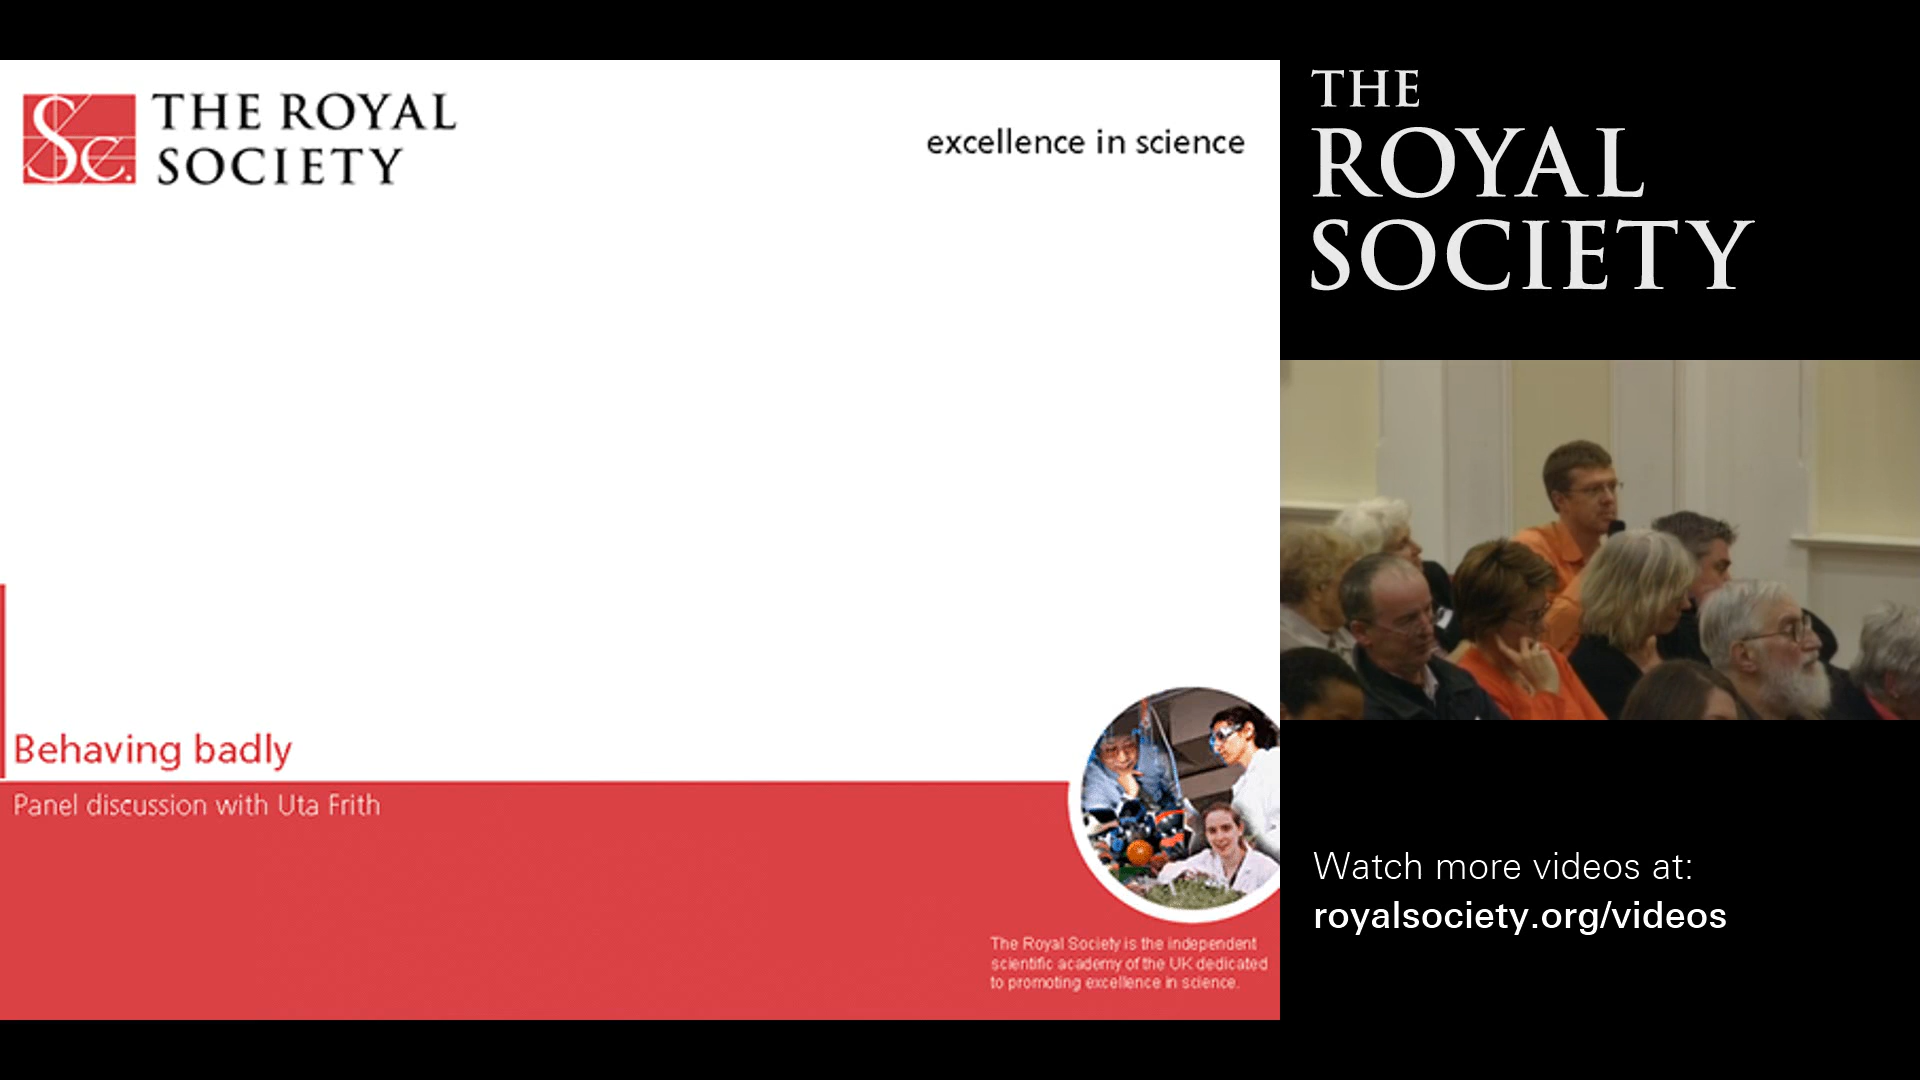 Sc.
THE ROYAL
SOCIETY
excellence in science
Behaving badly
Panel discussion with Uta Frith
The Royal Society is the independent
scientific academy of the UK dedicated
to promoting excellence in science.
THE
ROYAL
SOCIETY
Watch more videos at:
royalsociety.org/videos